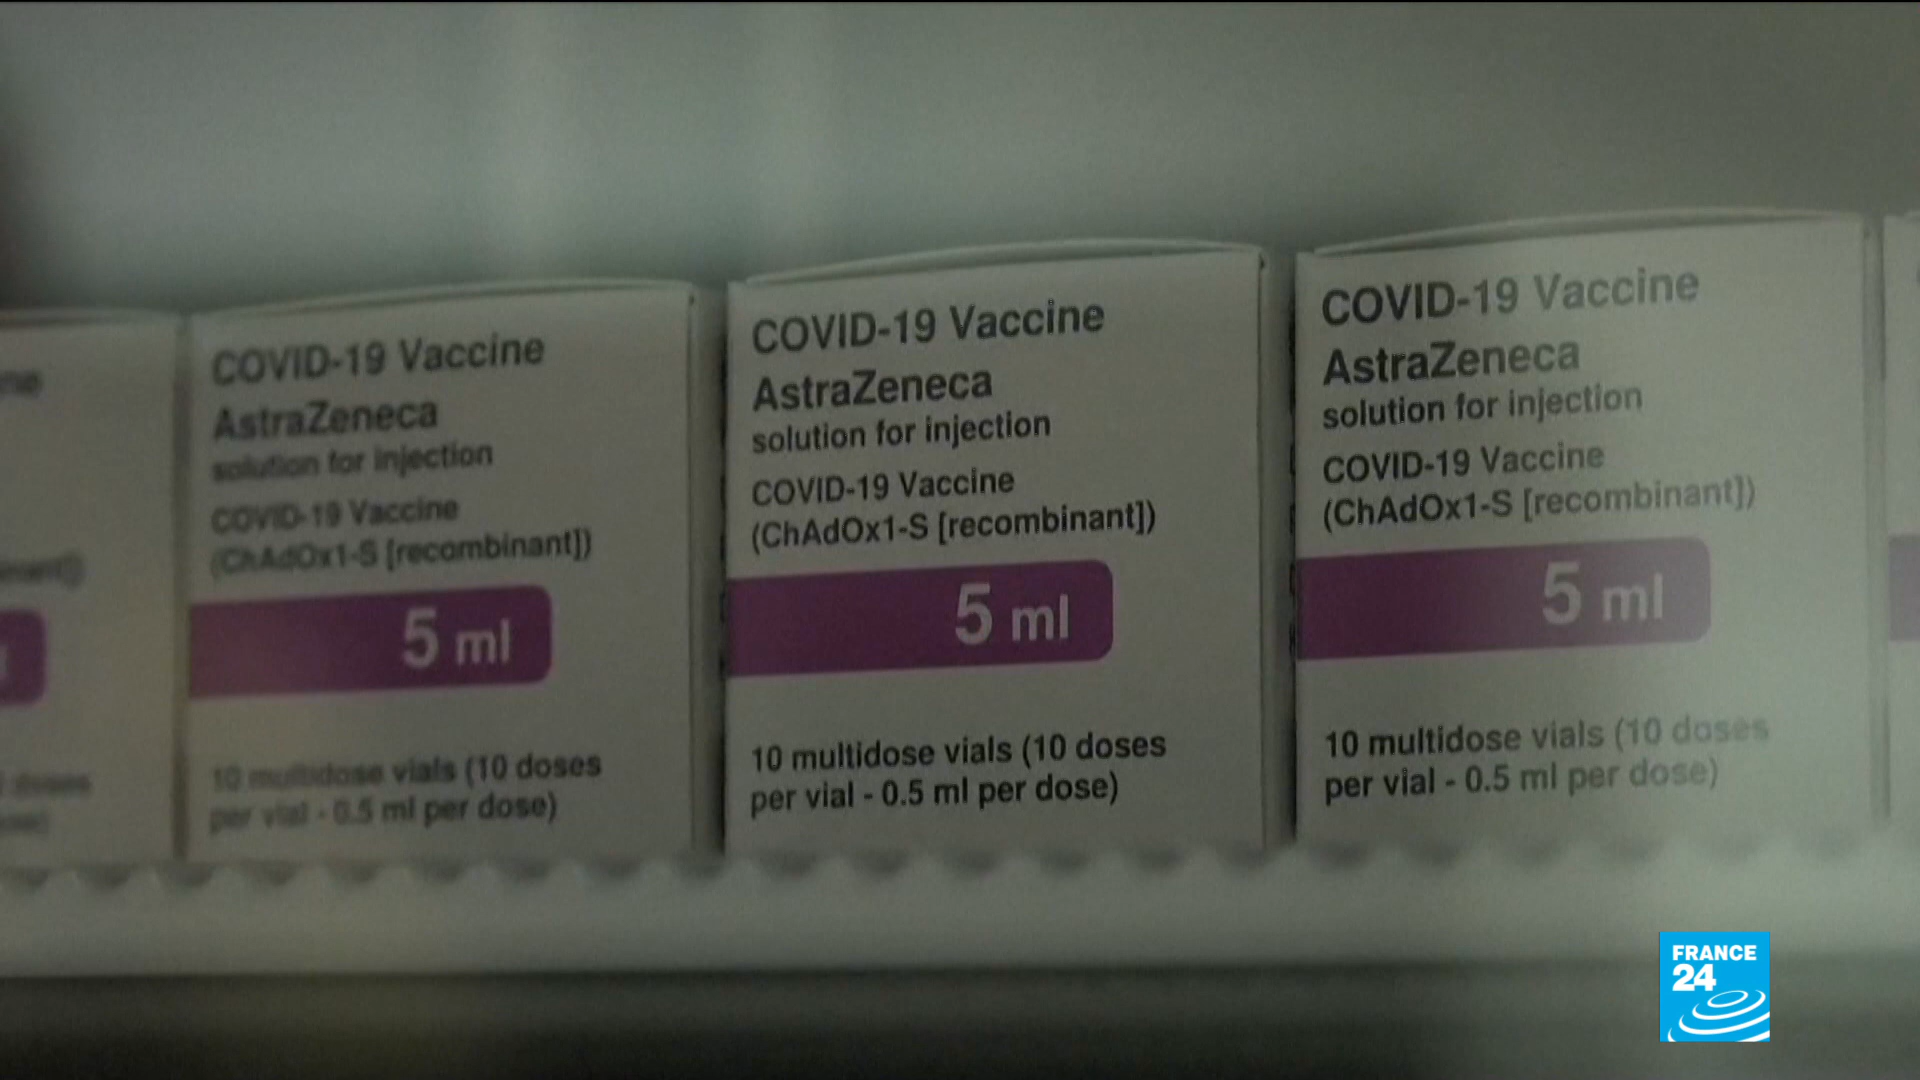 COVID-19 Vaccine
AstraZeneca
solution for injection
COVID-19 Vaccine
(ChAdOx1-S [recombinant])
5 ml
10 multidose vials (10 doses
per vial - 0.5 ml per dose)
COVID-19 Vaccine
AstraZeneca
solution for injection
COVID-19 Vaccine
(ChAdOx1-S [recombinant])
5 ml
10 multidose vials (10 doses
per vial - 0.5 ml per dose)
COVID-19 Vaccine
AstraZeneca
solution for injection
COVID-19 Vaccine
(ChAdOx1-S [recombinant])
5 ml
10 multidose vials (10 doses
per vial - 0.5 ml per dose)
FRANCE
24